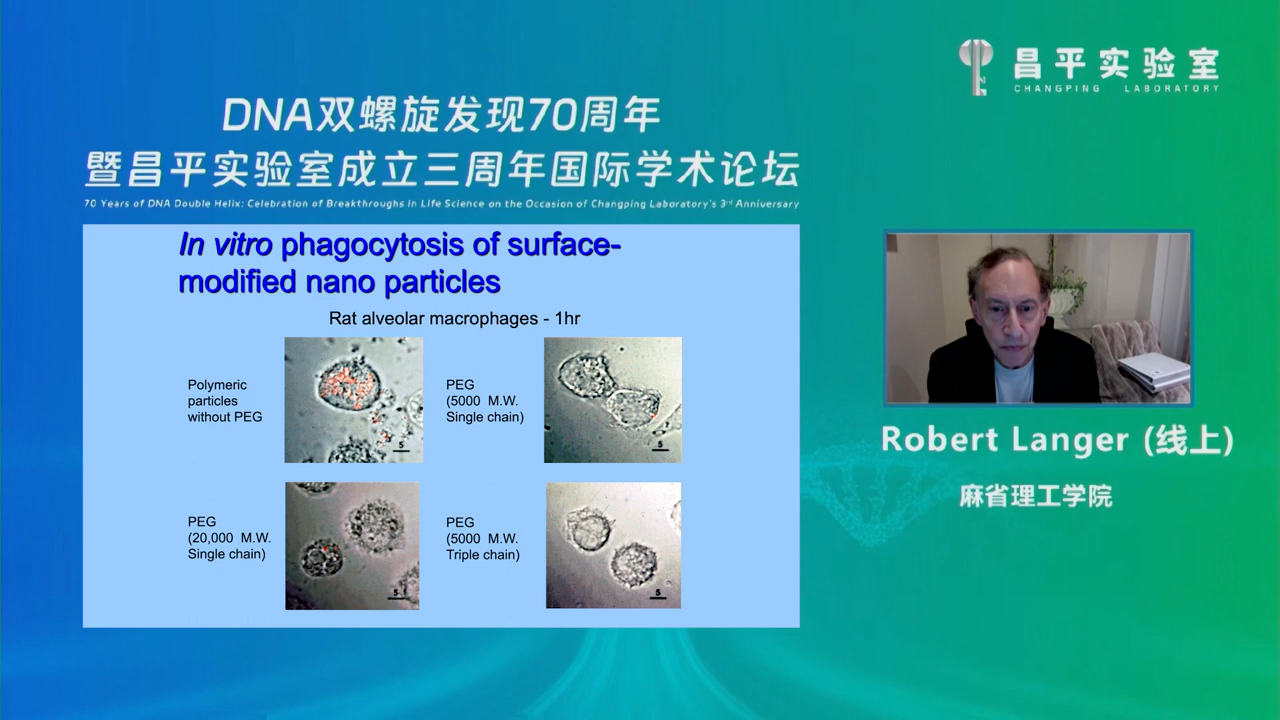 昌平实验室
CHANGPING LABORATORY
DNA双螺旋发现70周年
暨昌平实验室成立三周年国际学术论坛
70 Years of DNA Double Helix: Celebration of Breakthroughs in Life Science on the Occasion of Changping Laboratory's 3rd Anniversary
In vitro phagocytosis of surface-
modified nano particles
Rat alveolar macrophages - 1hr
Polymeric
particles
without PEG
5
PEG
(5000 M.W.
Single chain)
5
PEG
(20,000 M.W.
Single chain)
5
PEG
(5000 M.W.
Triple chain)
5
Robert Langer (线上)
麻省理工学院